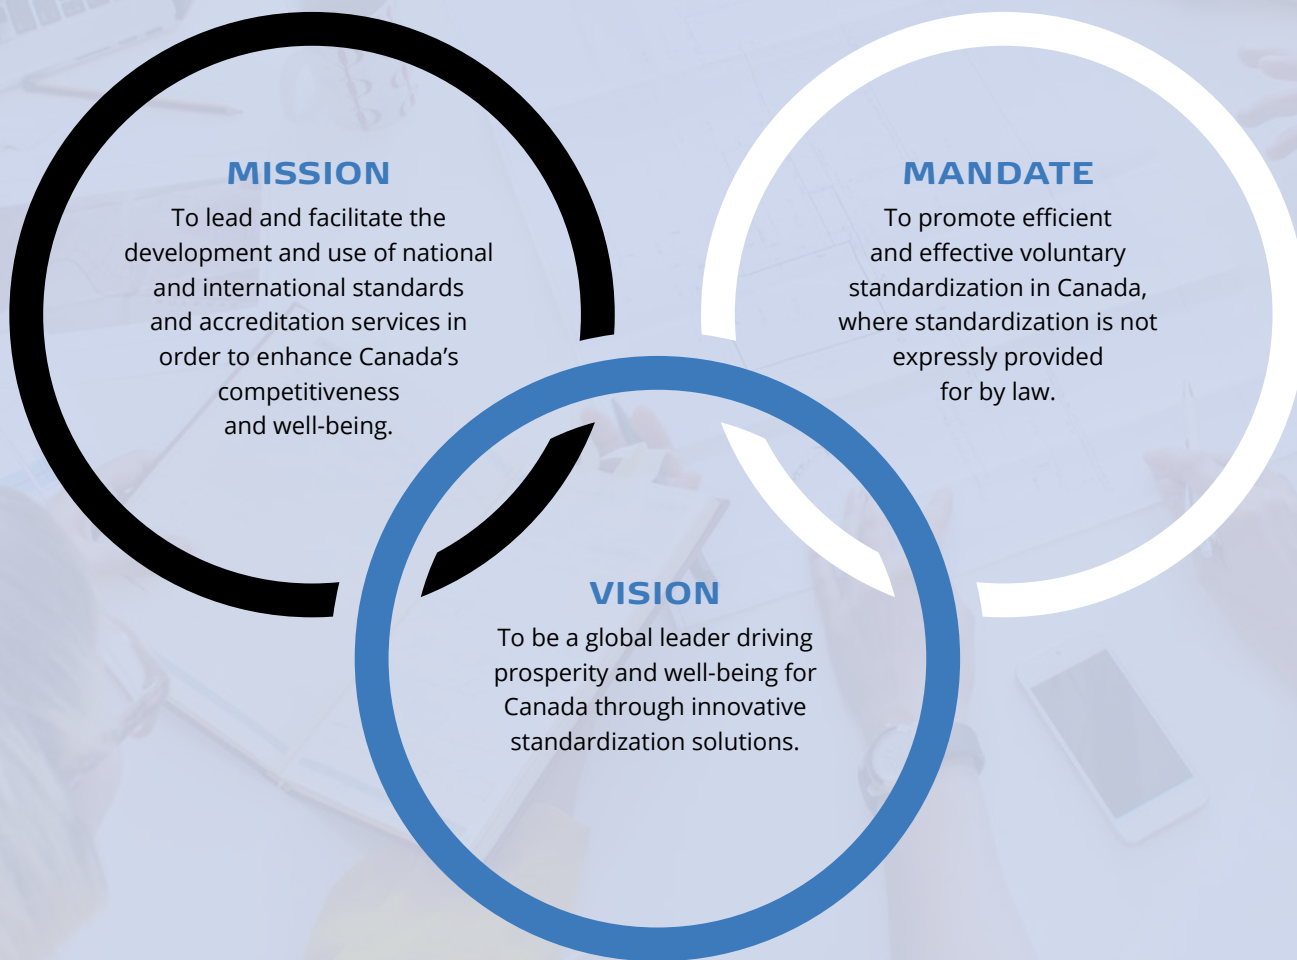 MISSION
To lead and facilitate the
development and use of national
and international standards
and accreditation services in
order to enhance Canada’s
competitiveness
and well-being.
MANDATE
To promote efficient
and effective voluntary
standardization in Canada,
where standardization is not
expressly provided
for by law.
VISION
To be a global leader driving
prosperity and well-being for
Canada through innovative
standardization solutions.